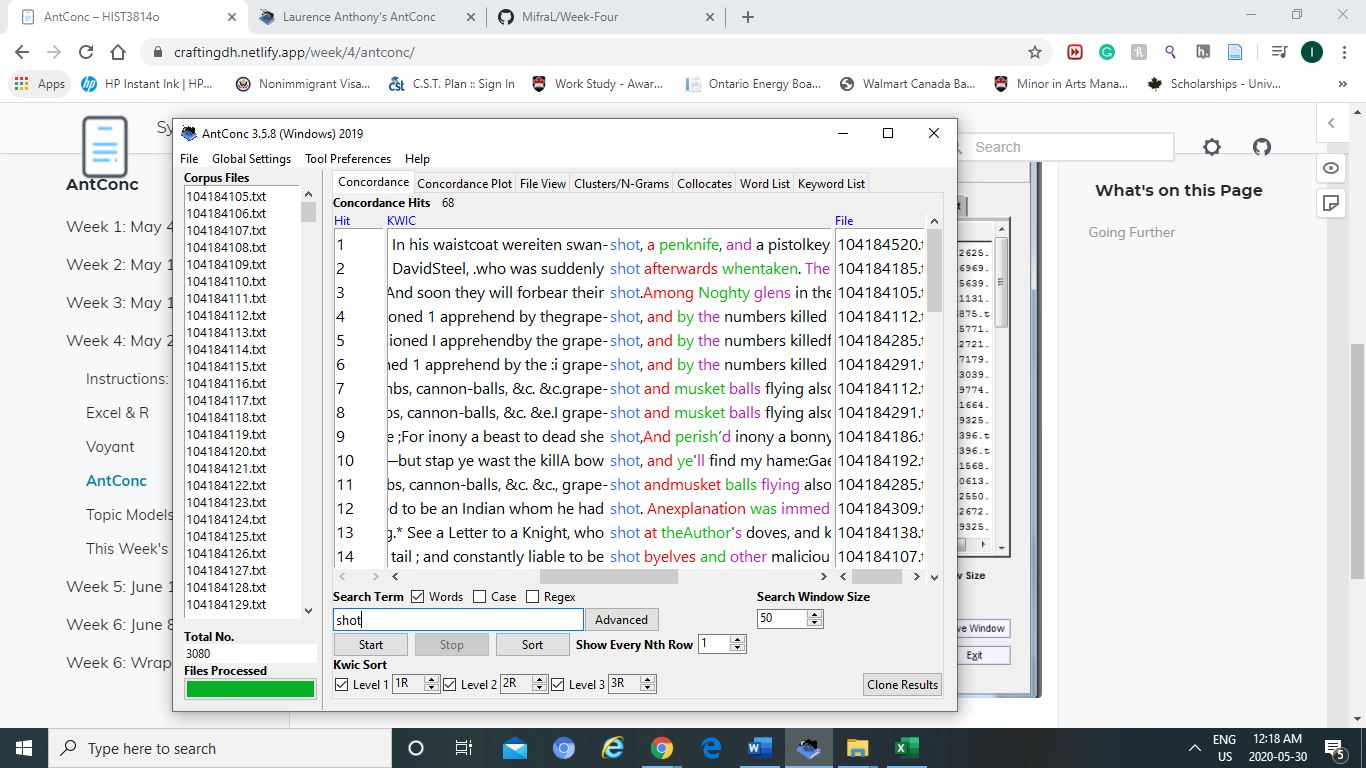 AntConc – HIST3814o
Laurence Anthony's AntConc
MifraL/Week-Four
craftingdh.netlify.app/week/4/antconc/
Apps
HP Instant Ink | HP...
Nonimmigrant Visa...
C.S.T. Plan :: Sign In
Work Study - Awar...
Ontario Energy Boa...
Walmart Canada Ba...
Minor in Arts Mana...
Scholarships - Univ...
Sy
Search
AntConc
Week 1: May 4
Week 2: May 1
Week 3: May 1
Week 4: May 2
Instructions:
Excel & R
Voyant
AntConc
Topic Models
This Week's
Week 5: June 1
Week 6: June 8
Week 6: Wrap
What's on this Page
Going Further
AntConc 3.5.8 (Windows) 2019
File Global Settings Tool Preferences Help
Corpus Files
104184105.txt
104184106.txt
104184107.txt
104184108.txt
104184109.txt
104184110.txt
104184111.txt
104184112.txt
104184113.txt
104184114.txt
104184115.txt
104184116.txt
104184117.txt
104184118.txt
104184119.txt
104184120.txt
104184121.txt
104184122.txt
104184123.txt
104184124.txt
104184125.txt
104184126.txt
104184127.txt
104184128.txt
104184129.txt
Total No.
3080
Files Processed
Concordance Concordance Plot File View Clusters/N-Grams Collocates Word List Keyword List
Concordance Hits 68
Hit KWIC File
1 In his waistcoat wereiten swan-shot, a penknife, and a pistolkey 104184520.t
2 DavidSteel, .who was suddenly shot afterwards whentaken. The 104184185.t
3 And soon they will forbear their shot.Among Noghty glens in the 104184105.t
4 oned 1 apprehend by thegrape-shot, and by the numbers killed 104184112.t
5 sioned I apprehendby the grape-shot, and by the numbers killedf 104184285.t
6 ned 1 apprehend by the :i grape-shot, and by the numbers killed 104184291.t
7 nbs, cannon-balls, &c. &c.grape-shot and musket balls flying also 104184112.t
8 bs, cannon-balls, &c. &e.I grape-shot and musket balls flying also 104184291.t
9 e ;For inony a beast to dead she shot,And perish'd inony a bonny 104184186.t
10 —but stap ye wast the killA bow shot, and ye'll find my hame:Gae 104184192.t
11 bs, cannon-balls, &c. &c., grape-shot andmusket balls flying also 104184285.t
12 ed to be an Indian whom he had shot. Anexplanation was immed 104184309.t
13 g.* See a Letter to a Knight, who shot at theAuthor's doves, and k 104184138.t
14 tail ; and constantly liable to be shot byelves and other maliciou 104184107.t
Search Term Words Case Regex
shot
Advanced
Search Window Size
50
Start Stop Sort Show Every Nth Row 1
Kwic Sort
Level 1 1R Level 2 2R Level 3 3R
Clone Results
2625.
6969.
5639.
1131.
6875.t
5771.
2721.
7179.
3039.
9774.
1664.
9325.
396.t
1568.
0613.
2550.
2672.
9325.
w Size
ve Window
Exit
Type here to search
ENG
US
12:18 AM
2020-05-30
5